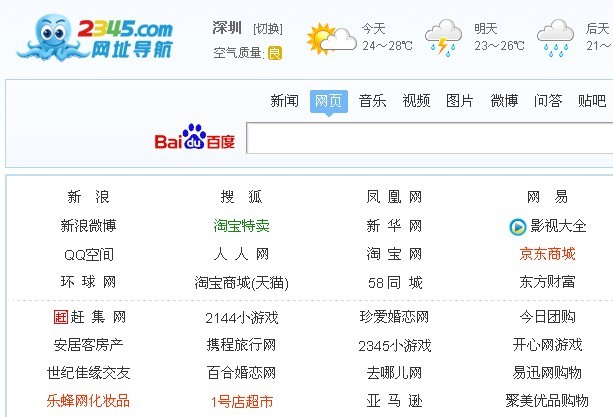 2345.com
网址导航
深圳 [切换]
空气质量: 良
今天
24～28℃
明天
23～26℃
后天
21～
新闻 网页 音乐 视频 图片 微博 问答 贴吧
Bai du 百度
新 浪 搜 狐 凤 凰 网 网 易
新浪微博 淘宝特卖 新 华 网 影视大全
QQ空间 人 人 网 淘 宝 网 京东商城
环 球 网 淘宝商城(天猫) 58 同 城 东方财富
赶 赶 集 网 2144小游戏 珍爱婚恋网 今日团购
安居客房产 携程旅行网 2345小游戏 开心网游戏
世纪佳缘交友 百合婚恋网 去哪儿网 易迅网购物
乐蜂网化妆品 1号店超市 亚 马 逊 聚美优品购物